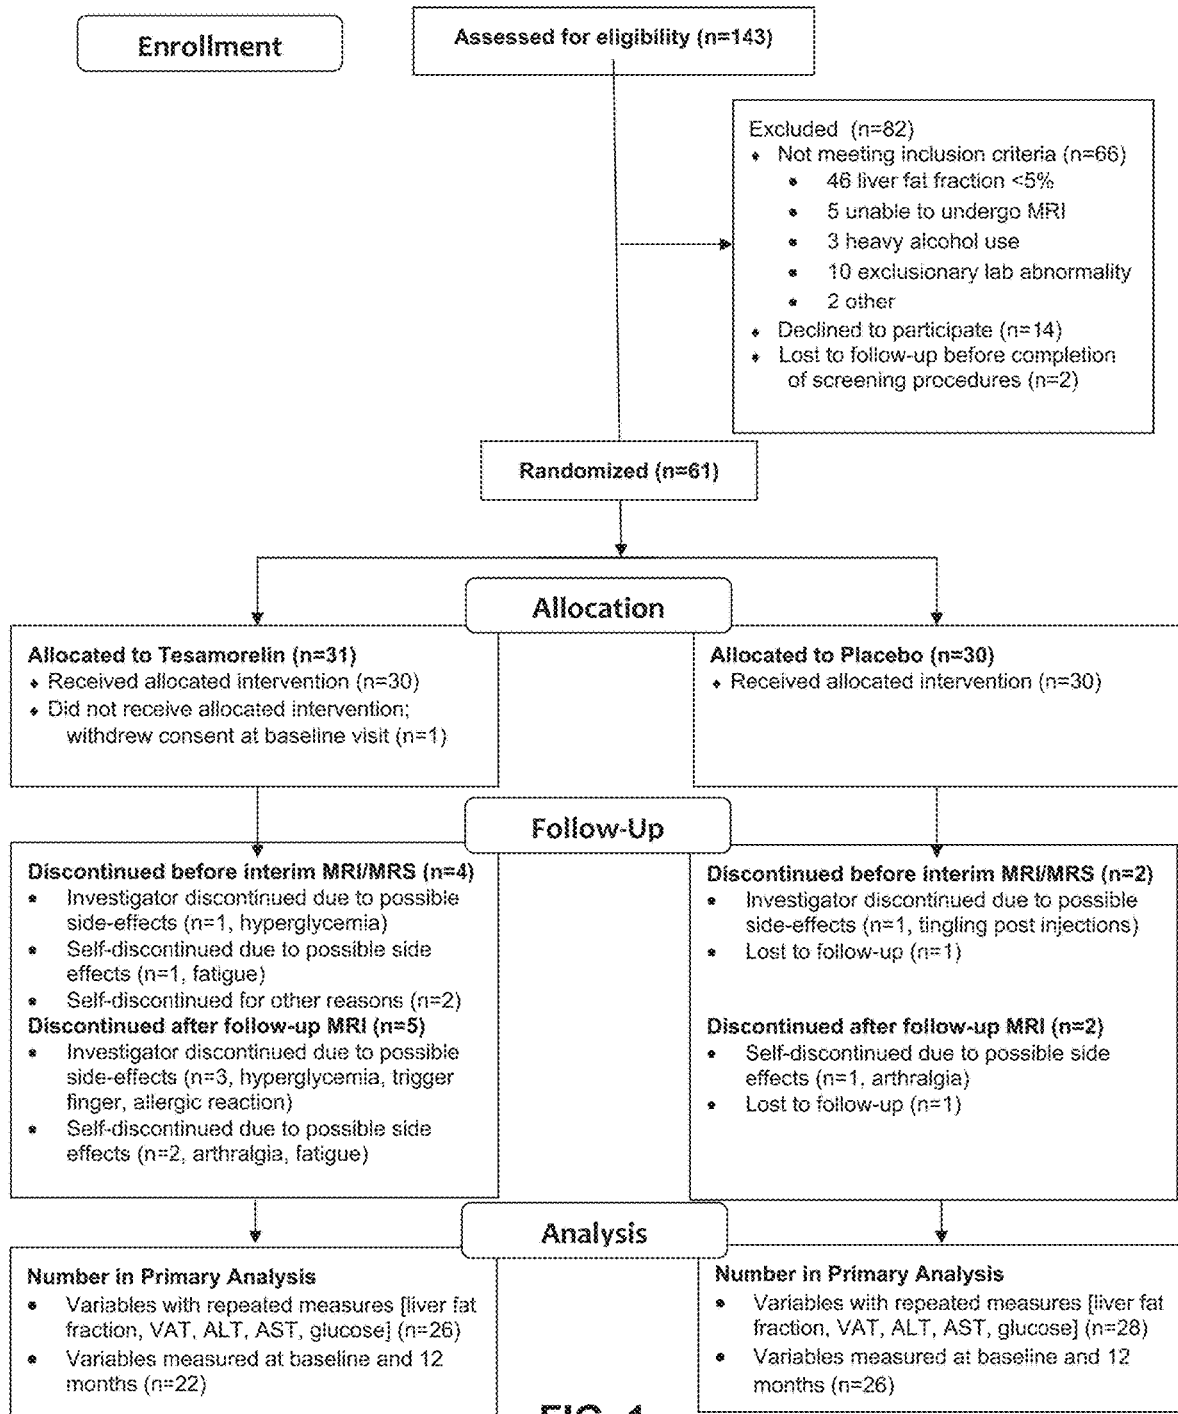 Enrollment
Assessed for eligibility (n=143)
Excluded (n=82)
♦ Not meeting inclusion criteria (n=66)
• 46 liver fat fraction <5%
• 5 unable to undergo MRI
• 3 heavy alcohol use
• 10 exclusionary lab abnormality
• 2 other
♦ Declined to participate (n=14)
♦ Lost to follow-up before completion
of screening procedures (n=2)
Randomized (n=61)
Allocation
Allocated to Tesamorelin (n=31)
♦ Received allocated intervention (n=30)
♦ Did not receive allocated intervention;
withdrew consent at baseline visit (n=1)
Allocated to Placebo (n=30)
♦ Received allocated intervention (n=30)
Follow-Up
Discontinued before interim MRI/MRS (n=4)
• Investigator discontinued due to possible
side-effects (n=1, hyperglycemia)
• Self-discontinued due to possible side
effects (n=1, fatigue)
• Self-discontinued for other reasons (n=2)
Discontinued after follow-up MRI (n=5)
• Investigator discontinued due to possible
side-effects (n=3, hyperglycemia, trigger
finger, allergic reaction)
• Self-discontinued due to possible side
effects (n=2, arthralgia, fatigue)
Discontinued before interim MRI/MRS (n=2)
• Investigator discontinued due to possible
side-effects (n=1, tingling post injections)
• Lost to follow-up (n=1)
Discontinued after follow-up MRI (n=2)
• Self-discontinued due to possible side
effects (n=1, arthralgia)
• Lost to follow-up (n=1)
Analysis
Number in Primary Analysis
• Variables with repeated measures [liver fat
fraction, VAT, ALT, AST, glucose] (n=26)
• Variables measured at baseline and 12
months (n=22)
Number in Primary Analysis
• Variables with repeated measures [liver fat
fraction, VAT, ALT, AST, glucose] (n=28)
• Variables measured at baseline and 12
months (n=26)
FIG. 1